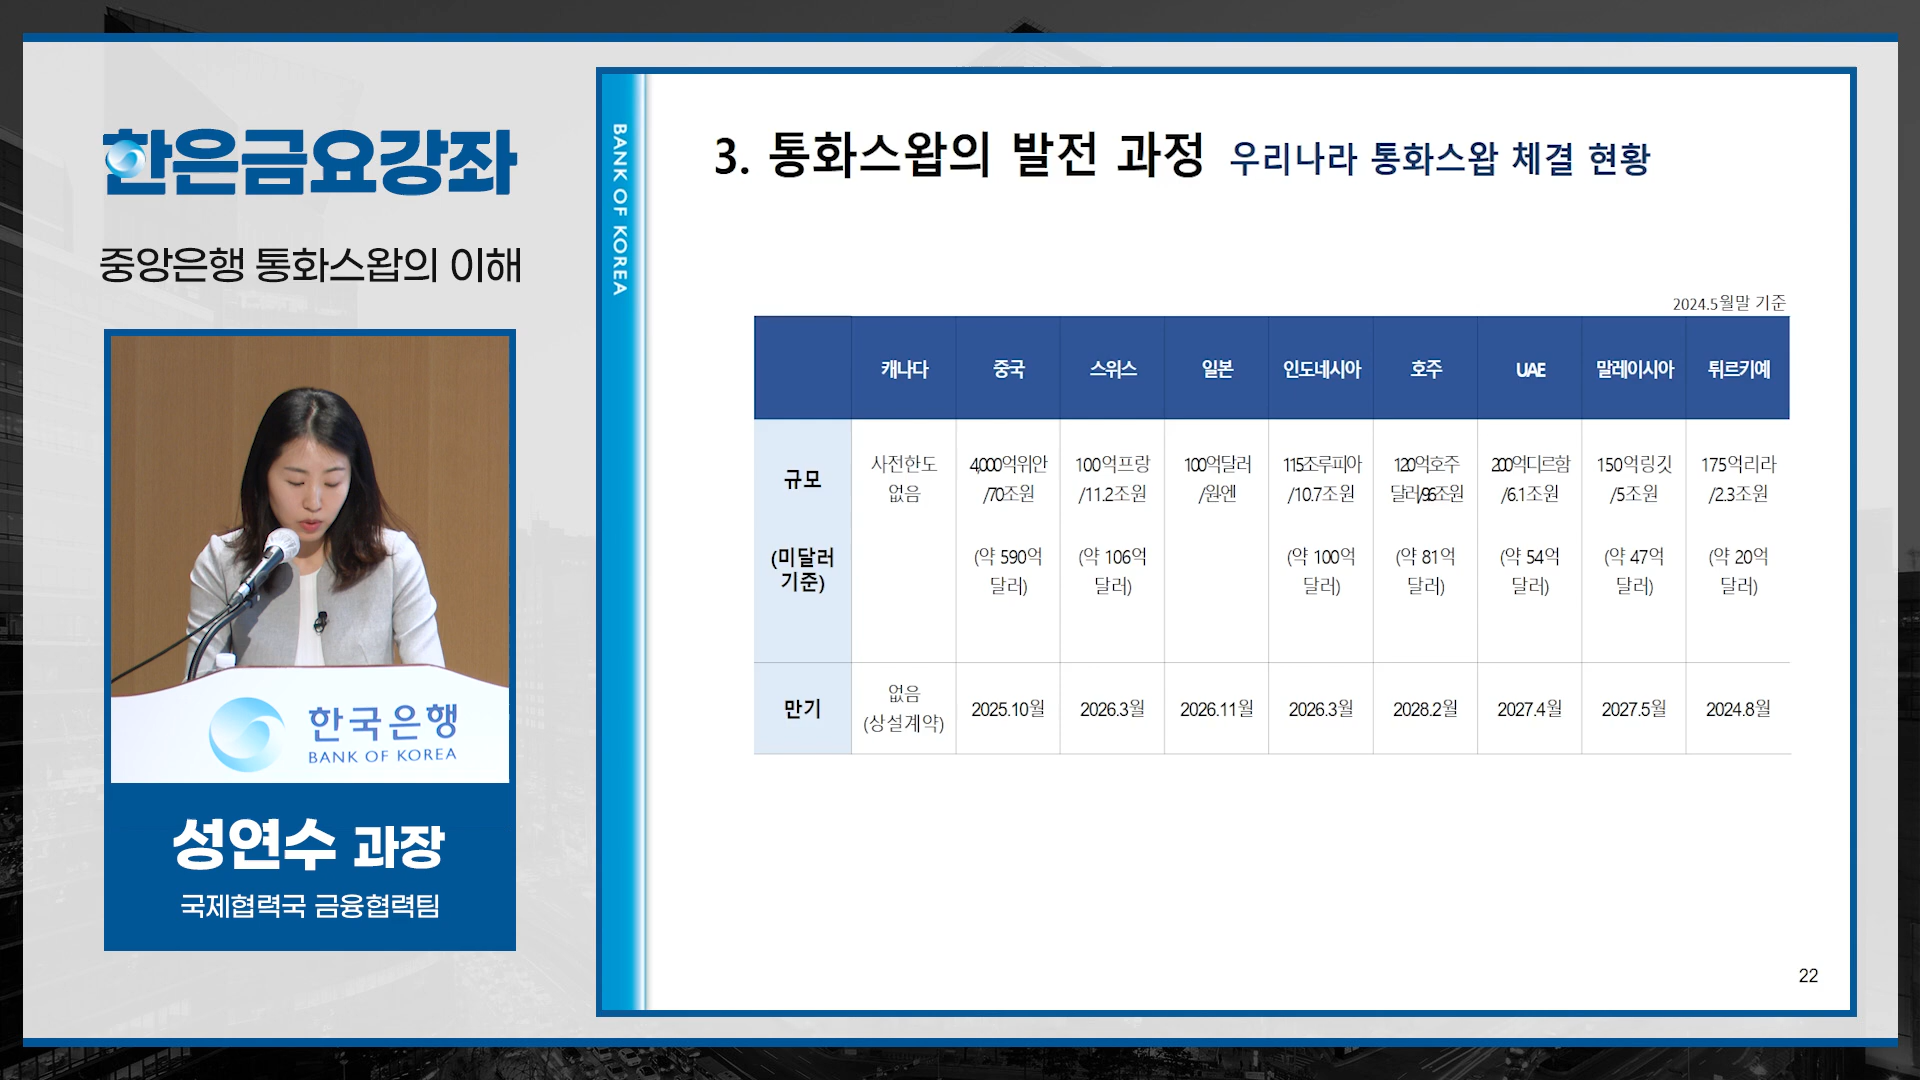 한은금요강좌
중앙은행 통화스왑의 이해
한국은행
BANK OF KOREA
성연수 과장
국제협력국 금융협력팀
BANK OF KOREA
3. 통화스왑의 발전 과정 우리나라 통화스왑 체결 현황
2024.5월말 기준
캐나다 중국 스위스 일본 인도네시아 호주 UAE 말레이시아 튀르키예
규모 사전한도 없음 4,000억위안/70조원 100억프랑/11.2조원 100억달러/원엔 115조루피아/10.7조원 120억호주달러/9.6조원 200억디르함/6.1조원 150억링깃/5조원 175억리라/2.3조원
(미달러 기준) (약 590억 달러) (약 106억 달러) (약 100억 달러) (약 81억 달러) (약 54억 달러) (약 47억 달러) (약 20억 달러)
만기 없음 (상설계약) 2025.10월 2026.3월 2026.11월 2026.3월 2028.2월 2027.4월 2027.5월 2024.8월
22